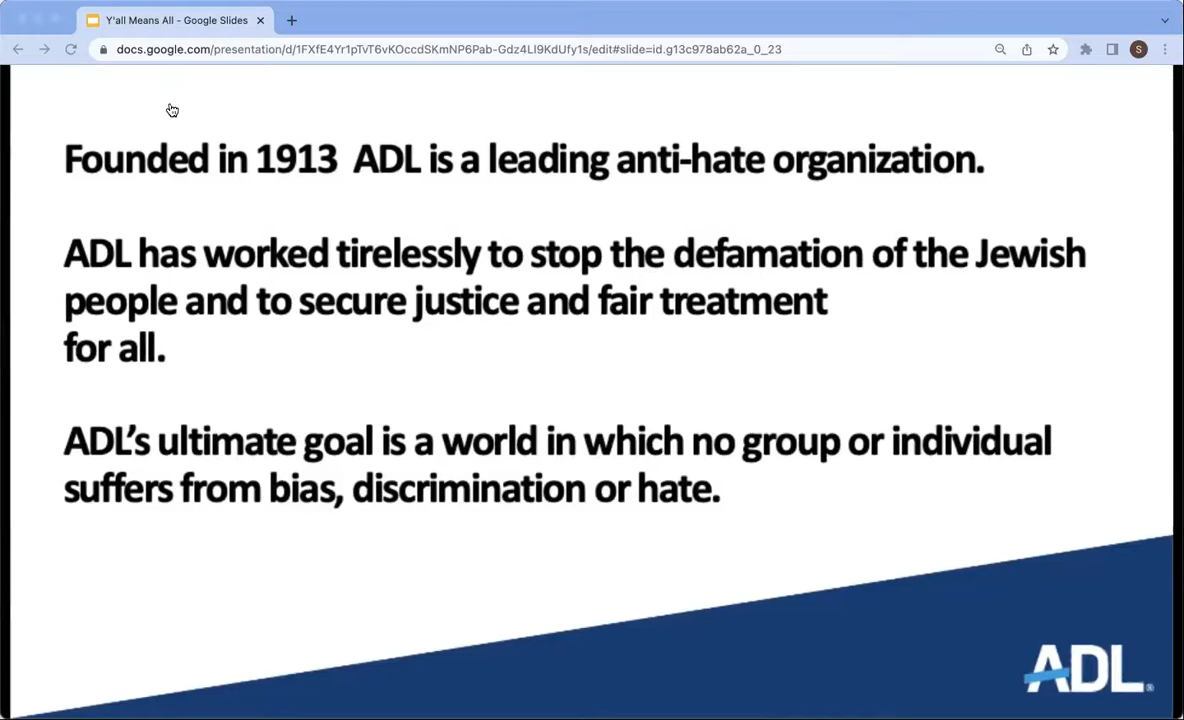 Y'all Means All - Google Slides
docs.google.com/presentation/d/1FXfE4Yr1pTvT6vKOccdSKmNP6Pab-Gdz4LI9KdUfy1s/edit#slide=id.g13c978ab62a_0_23
S
Founded in 1913  ADL is a leading anti-hate organization.
ADL has worked tirelessly to stop the defamation of the Jewish
people and to secure justice and fair treatment
for all.
ADL’s ultimate goal is a world in which no group or individual
suffers from bias, discrimination or hate.
ADL®